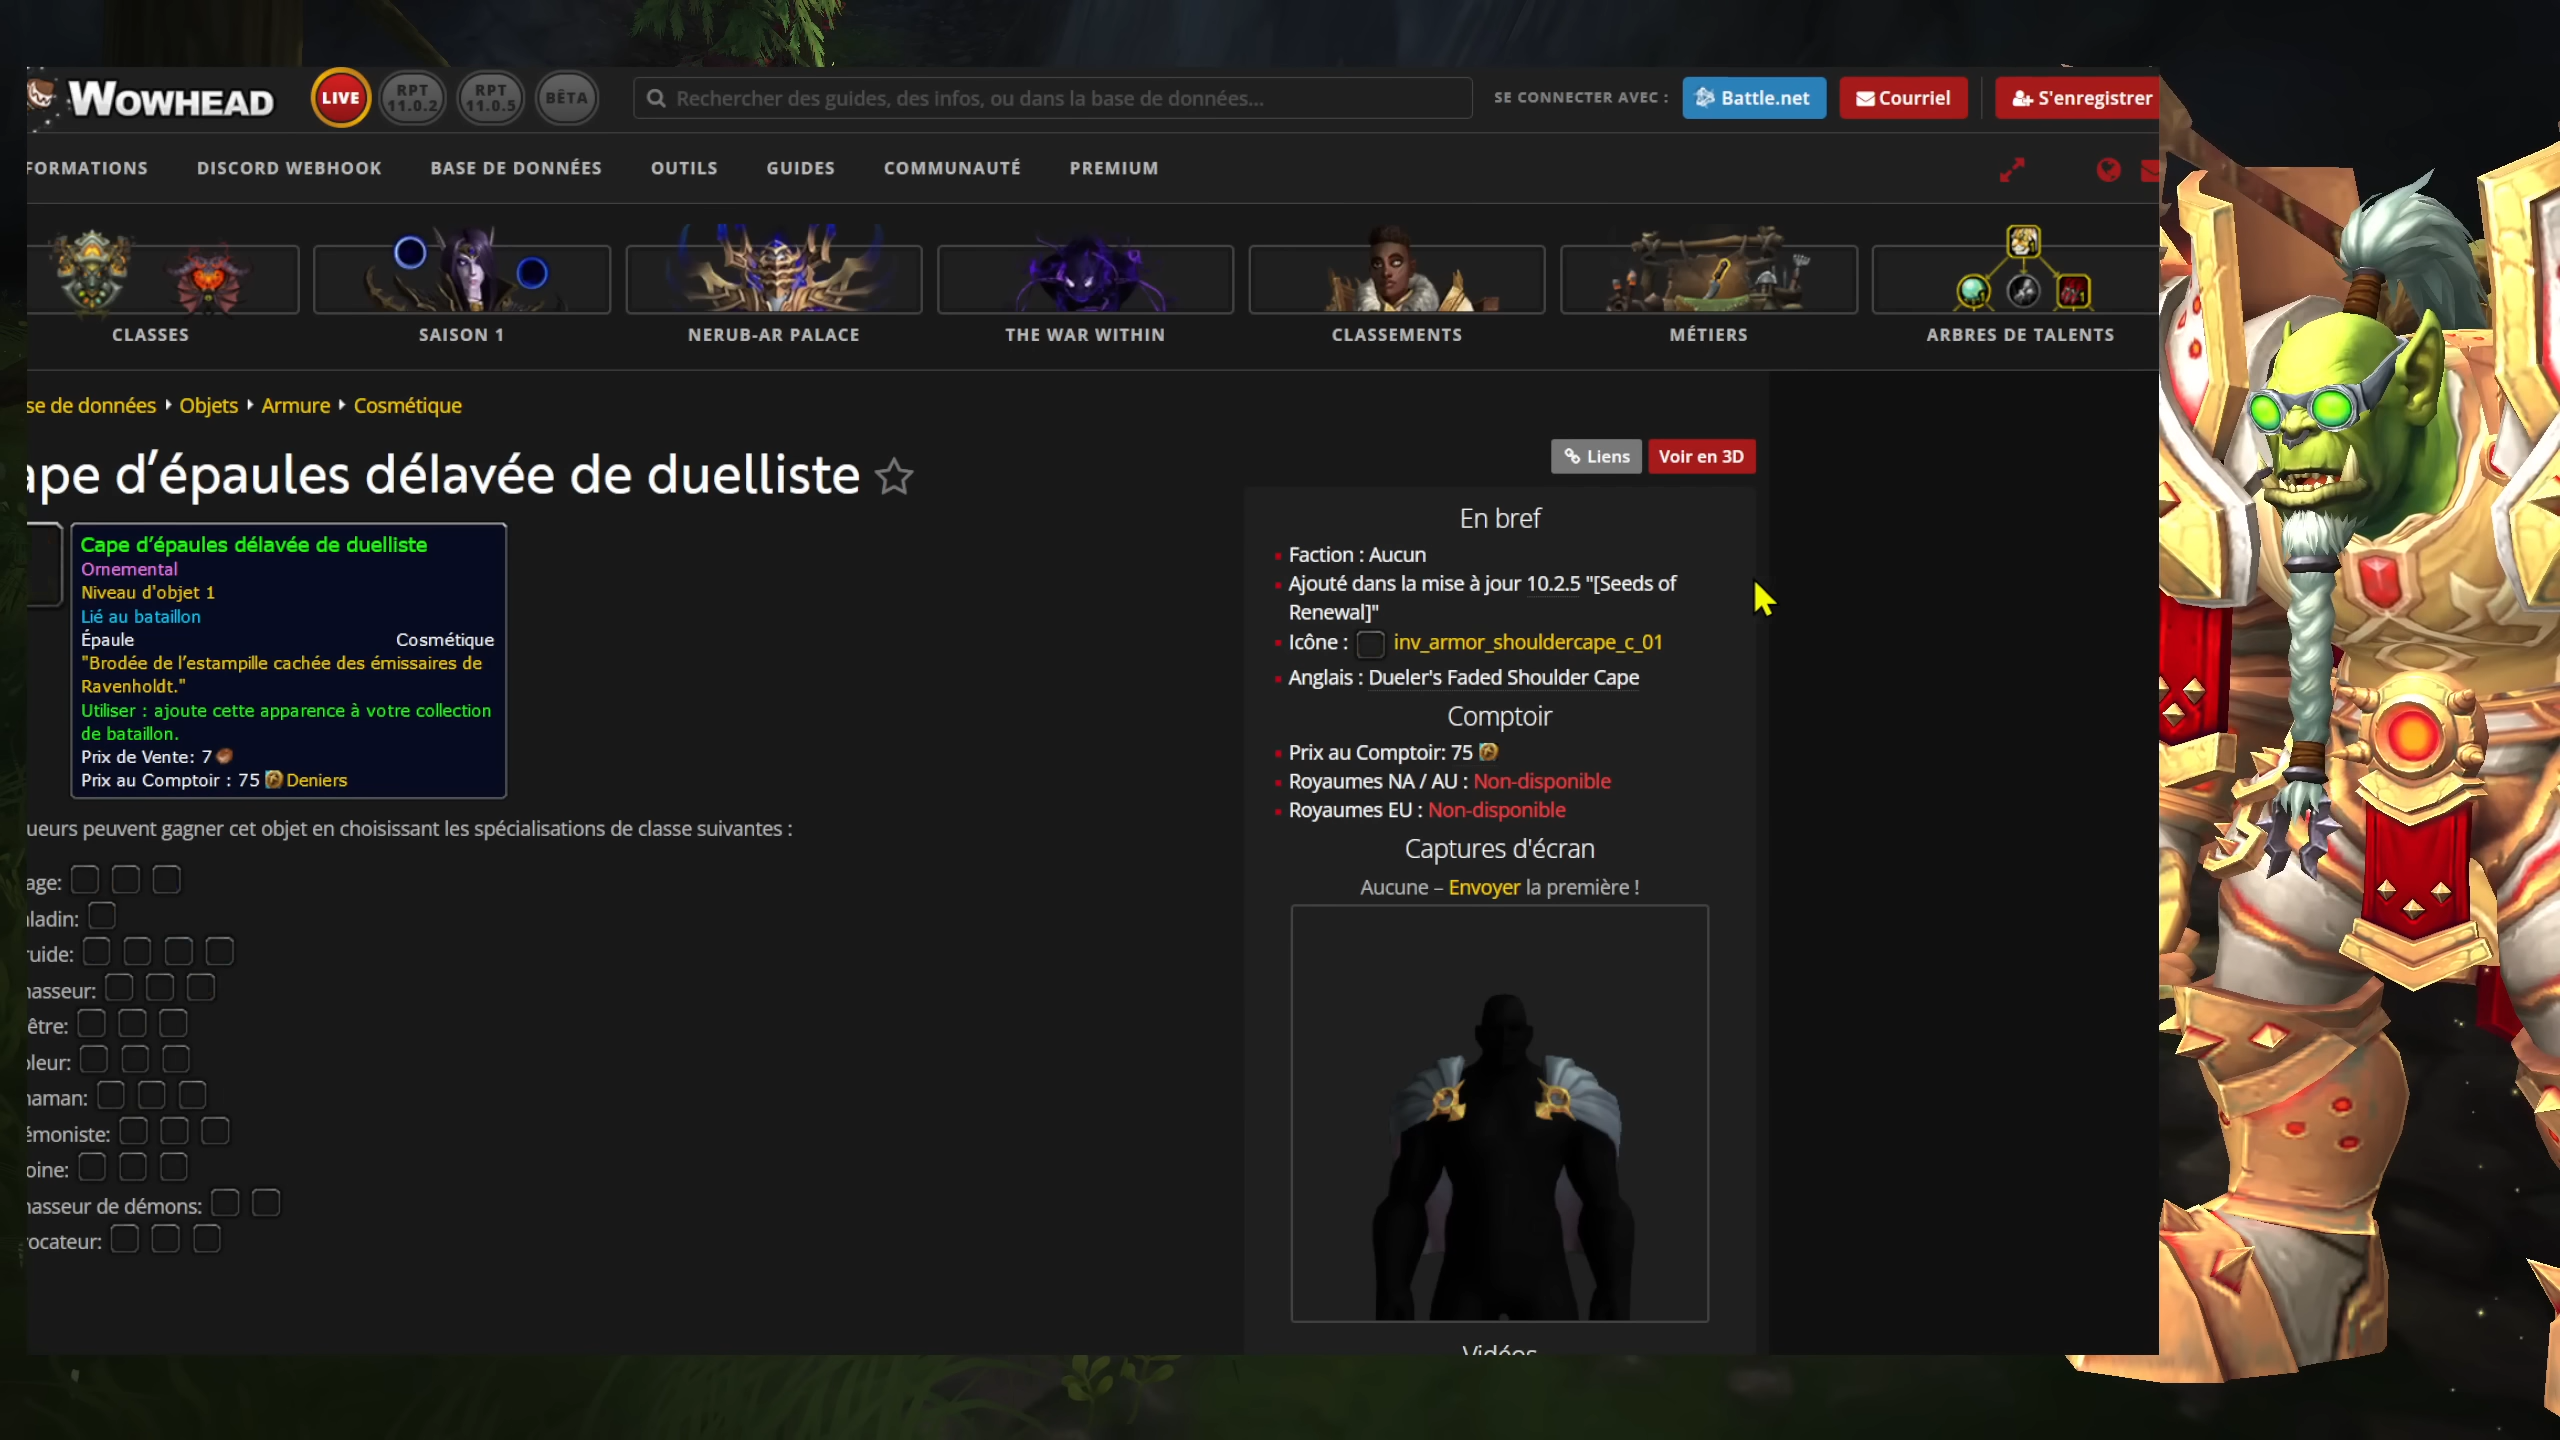 WOWHEAD
LIVE
RPT 11.0.2
RPT 11.0.5
BÊTA
Rechercher des guides, des infos, ou dans la base de données...
SE CONNECTER AVEC :
Battle.net
Courriel
S'enregistrer
FORMATIONS
DISCORD WEBHOOK
BASE DE DONNÉES
OUTILS
GUIDES
COMMUNAUTÉ
PREMIUM
CLASSES
SAISON 1
NERUB-AR PALACE
THE WAR WITHIN
CLASSEMENTS
MÉTIERS
ARBRES DE TALENTS
se de données
Objets
Armure
Cosmétique
ape d’épaules délavée de duelliste
Liens
Voir en 3D
Cape d’épaules délavée de duelliste
Ornemental
Niveau d'objet 1
Lié au bataillon
Épaule Cosmétique
"Brodée de l’estampille cachée des émissaires de
Ravenholdt."
Utiliser : ajoute cette apparence à votre collection
de bataillon.
Prix de Vente: 7
Prix au Comptoir : 75 Deniers
ueurs peuvent gagner cet objet en choisissant les spécialisations de classe suivantes :
age:
ladin:
ruide:
nasseur:
être:
oleur:
naman:
émoniste:
oine:
nasseur de démons:
ocateur:
En bref
Faction : Aucun
Ajouté dans la mise à jour 10.2.5 "[Seeds of
Renewal]"
Icône : inv_armor_shouldercape_c_01
Anglais : Dueler's Faded Shoulder Cape
Comptoir
Prix au Comptoir: 75
Royaumes NA / AU : Non-disponible
Royaumes EU : Non-disponible
Captures d'écran
Aucune – Envoyer la première !
Vidéos